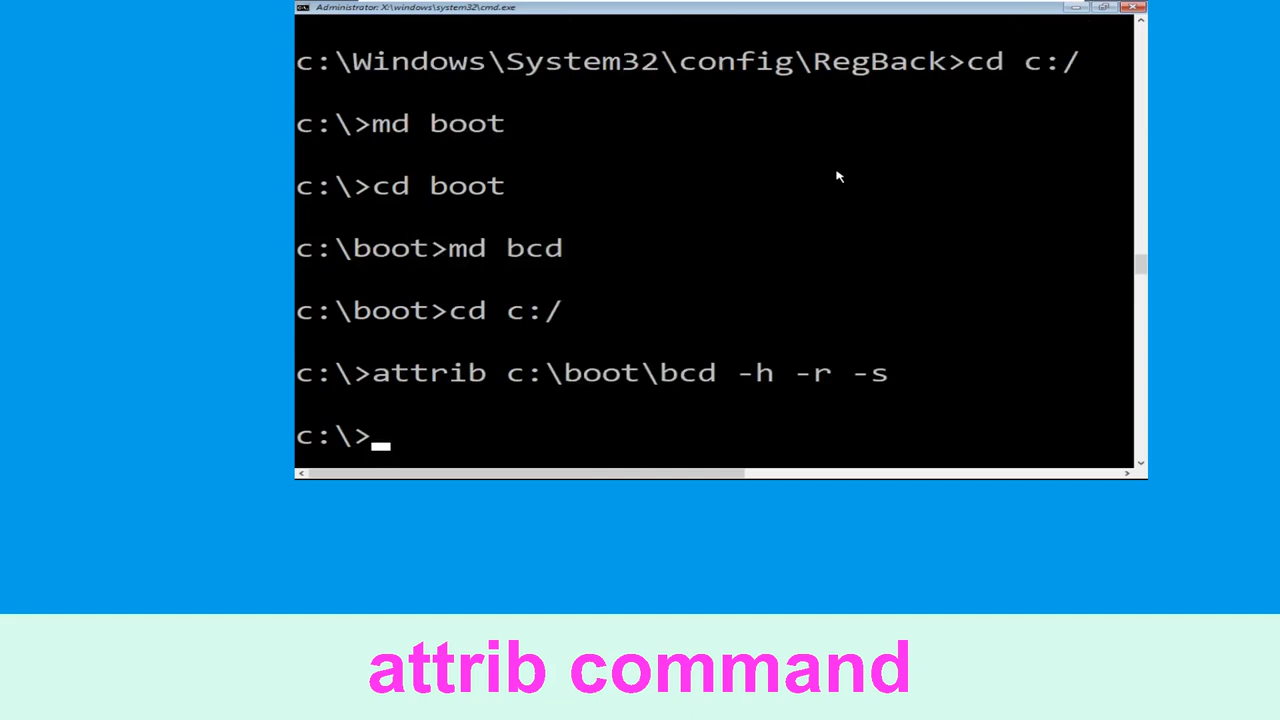 Administrator: X:\windows\system32\cmd.exe
c:\Windows\System32\config\RegBack>cd c:/
c:\>md boot
c:\>cd boot
c:\boot>md bcd
c:\boot>cd c:/
c:\>attrib c:\boot\bcd -h -r -s
c:\>
attrib command